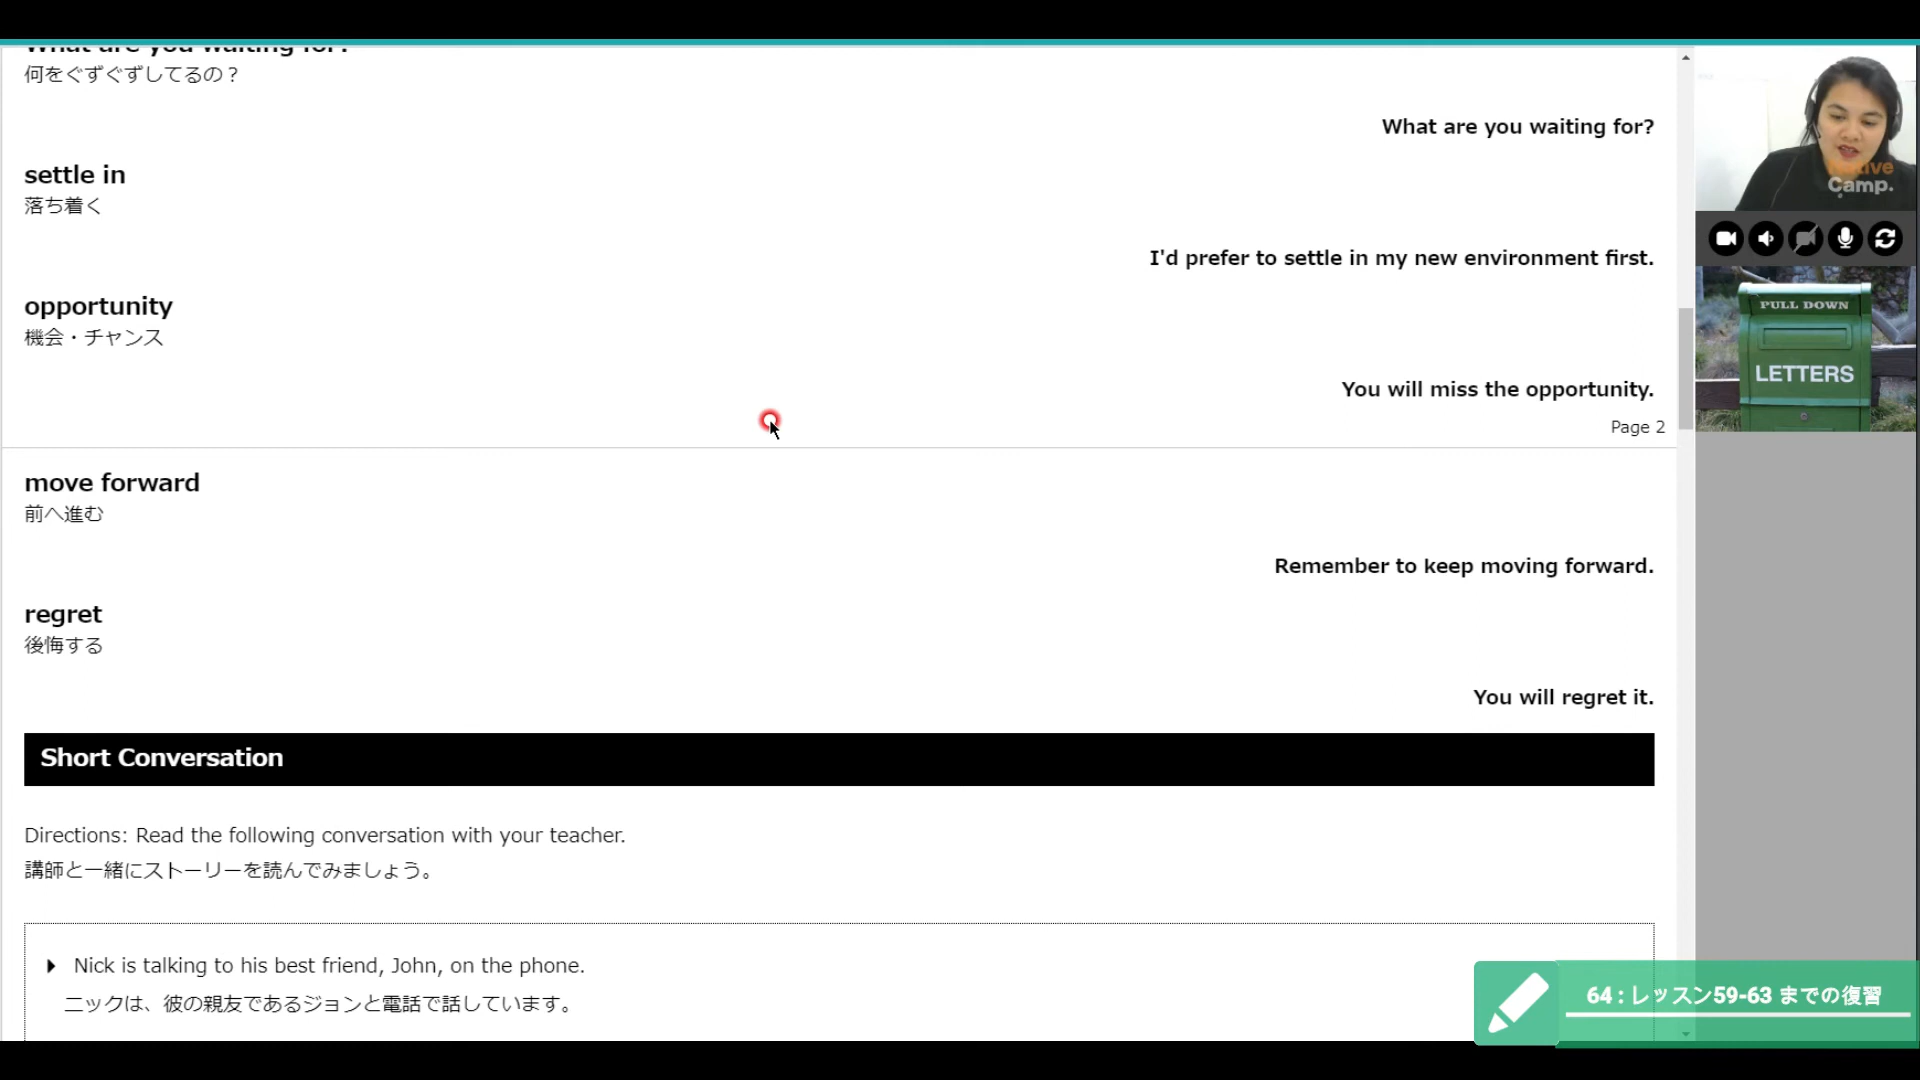 What are you waiting for?
何をぐずぐずしてるの？
What are you waiting for?
settle in
落ち着く
I'd prefer to settle in my new environment first.
opportunity
機会・チャンス
You will miss the opportunity.
Page 2
move forward
前へ進む
Remember to keep moving forward.
regret
後悔する
You will regret it.
Short Conversation
Directions: Read the following conversation with your teacher.
講師と一緒にストーリーを読んでみましょう。
Nick is talking to his best friend, John, on the phone.
ニックは、彼の親友であるジョンと電話で話しています。
Native
Camp.
PULL DOWN
LETTERS
64 : レッスン59-63 までの復習